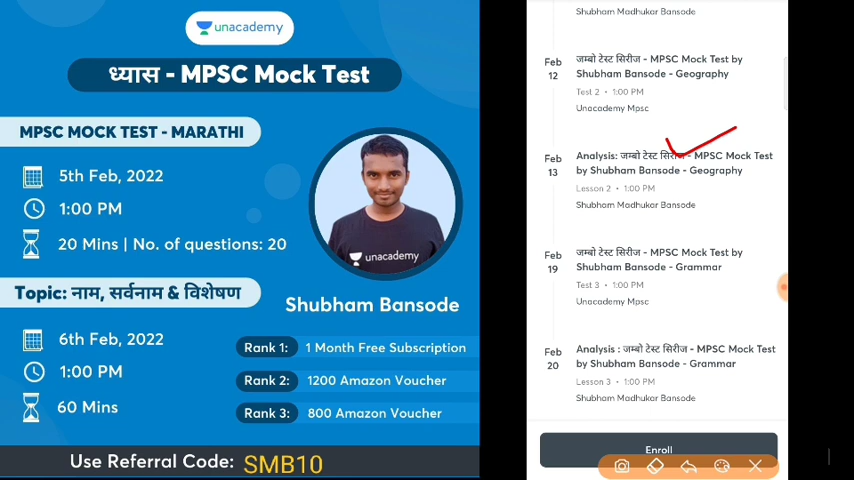 unacademy
ध्यास - MPSC Mock Test
MPSC MOCK TEST - MARATHI
5th Feb, 2022
1:00 PM
20 Mins | No. of questions: 20
unacademy
Topic: नाम, सर्वनाम & विशेषण
Shubham Bansode
6th Feb, 2022
1:00 PM
60 Mins
Rank 1: 1 Month Free Subscription
Rank 2: 1200 Amazon Voucher
Rank 3: 800 Amazon Voucher
Use Referral Code: SMB10
Shubham Madhukar Bansode
Feb 12
जम्बो टेस्ट सिरीज - MPSC Mock Test by
Shubham Bansode - Geography
Test 2 • 1:00 PM
Unacademy Mpsc
Feb 13
Analysis: जम्बो टेस्ट सिरीज - MPSC Mock Test
by Shubham Bansode - Geography
Lesson 2 • 1:00 PM
Shubham Madhukar Bansode
Feb 19
जम्बो टेस्ट सिरीज - MPSC Mock Test by
Shubham Bansode - Grammar
Test 3 • 1:00 PM
Unacademy Mpsc
Feb 20
Analysis : जम्बो टेस्ट सिरीज - MPSC Mock Test
by Shubham Bansode - Grammar
Lesson 3 • 1:00 PM
Shubham Madhukar Bansode
Enroll